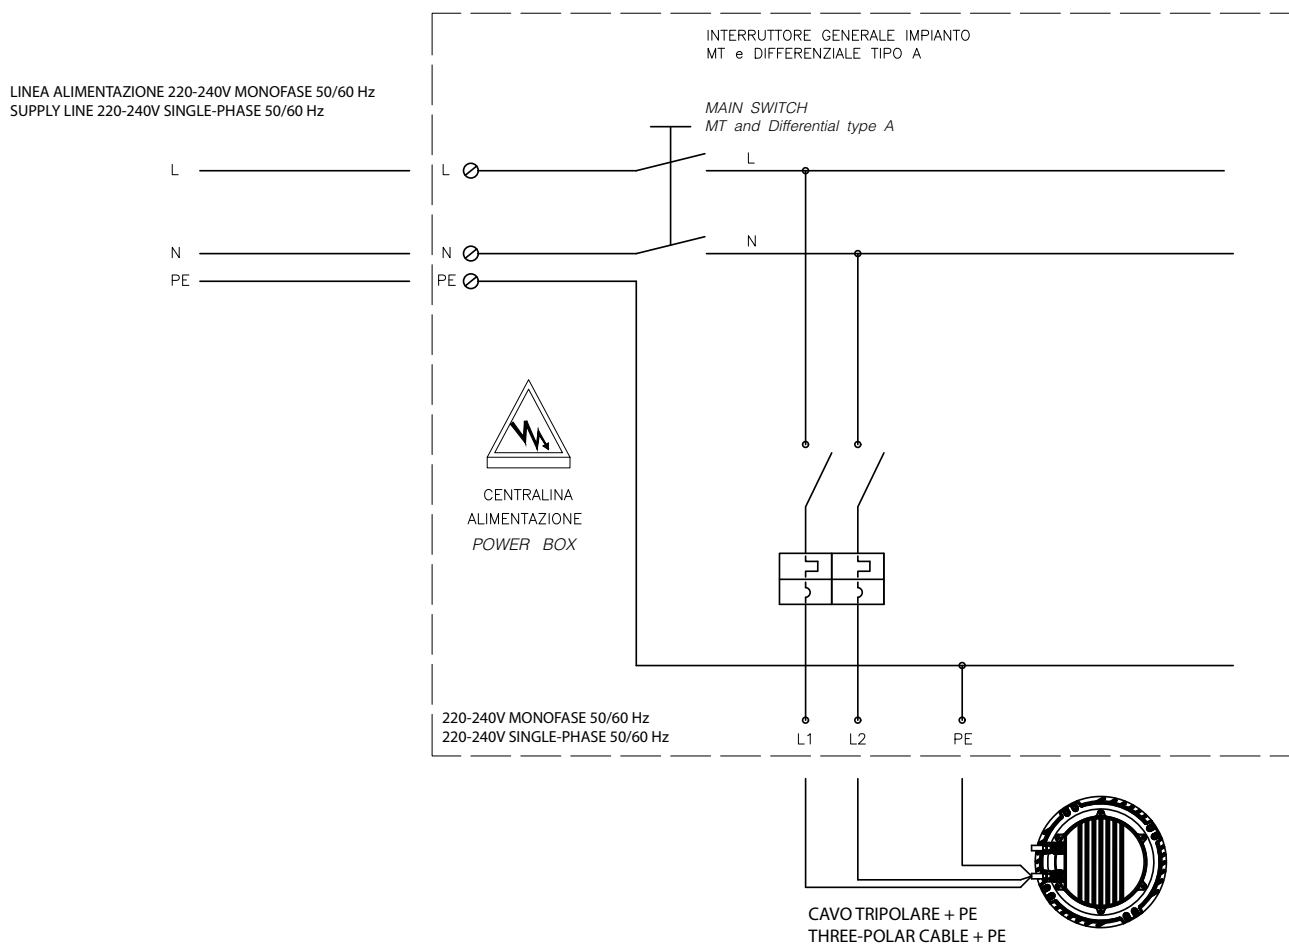 INTERRUTTORE GENERALE IMPIANTO
MT e DIFFERENZIALE TIPO A
LINEA ALIMENTAZIONE 220-240V MONOFASE 50/60 Hz
SUPPLY LINE 220-240V SINGLE-PHASE 50/60 Hz
MAIN SWITCH
MT and Differential type A
L L L
N N N
PE PE
CENTRALINA
ALIMENTAZIONE
POWER BOX
220-240V MONOFASE 50/60 Hz
220-240V SINGLE-PHASE 50/60 Hz
L1 L2 PE
CAVO TRIPOLARE + PE
THREE-POLAR CABLE + PE